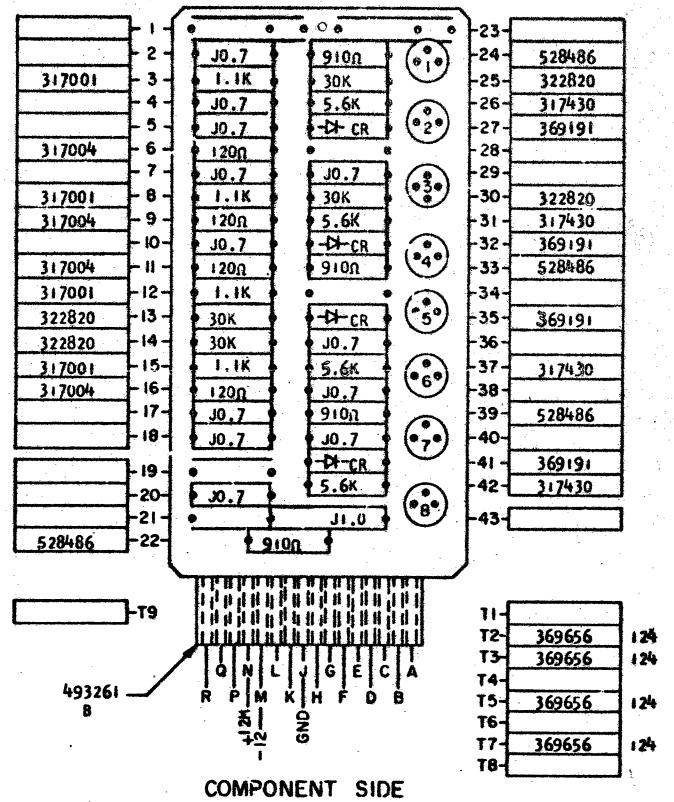 1 23
2 J0.7 910Ω 1 24 528486
317001 3 1.1K 30K 25 322820
4 J0.7 5.6K 26 317430
5 J0.7 CR 2 27 369191
317004 6 120Ω 28
7 J0.7 J0.7 3 29
317001 8 1.1K 30K 30 322820
317004 9 120Ω 5.6K 31 317430
10 J0.7 CR 4 32 369191
317004 11 120Ω 910Ω 33 528486
317001 12 1.1K 34
322820 13 30K CR 5 35 369191
322820 14 30K J0.7 36
317001 15 1.1K 5.6K 6 37 317430
317004 16 120Ω J0.7 38
17 J0.7 910Ω 39 528486
18 J0.7 J0.7 7 40
19 CR 41 369191
20 J0.7 5.6K 8 42 317430
21 J1.0 43
528486 22 910Ω
T9 T1
T2 369656 124
T3 369656 124
T4
T5 369656 124
T6
T7 369656 124
T8
Q N L J G E C A
R P M K H F D B
493261
B
+12M
-12
GND
COMPONENT SIDE